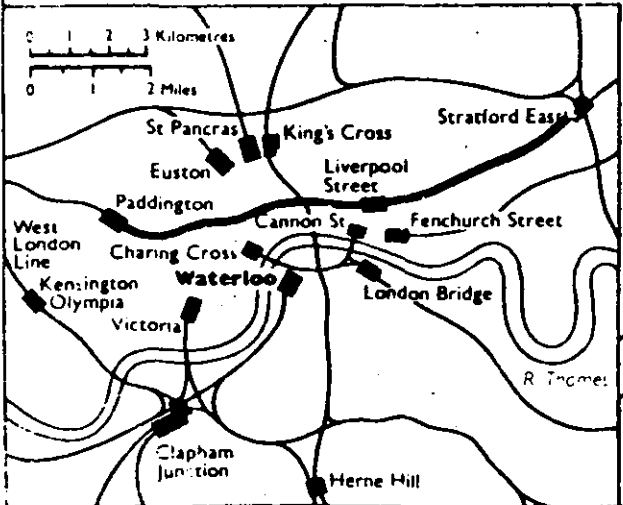 0 1 2 3 Kilometres
0 1 2 Miles
St Pancras
King's Cross
Stratford East
Euston
Liverpool
Street
Paddington
Cannon St
Fenchurch Street
West
London
Line
Charing Cross
Waterloo
Kensington
Olympia
London Bridge
Victoria
R. Thames
Clapham
Junction
Herne Hill